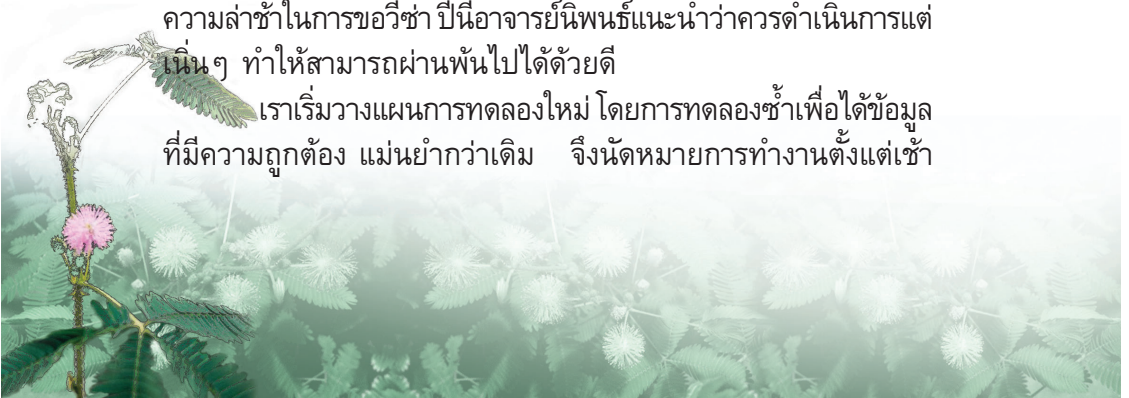 ความล่าช้าในการขอวีซ่า ปีนี้อาจารย์นิพนธ์แนะนำว่าควรดำเนินการแต่
เนิ่นๆ ทำให้สามารถผ่านพ้นไปได้ด้วยดี
เราเริ่มวางแผนการทดลองใหม่ โดยการทดลองซ้ำเพื่อได้ข้อมูล
ที่มีความถูกต้อง แม่นยำกว่าเดิม จึงนัดหมายการทำงานตั้งแต่เช้า